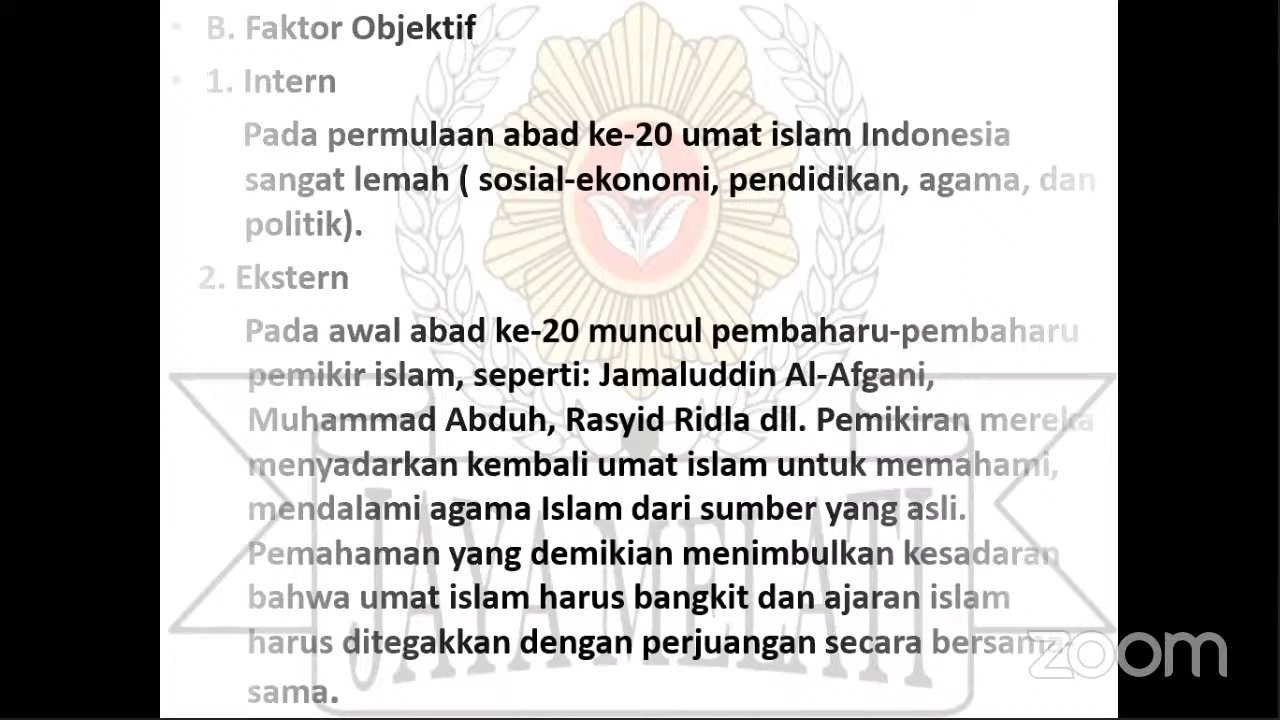 • B. Faktor Objektif
• 1. Intern
Pada permulaan abad ke-20 umat islam Indonesia
sangat lemah ( sosial-ekonomi, pendidikan, agama, dan
politik).
2. Ekstern
Pada awal abad ke-20 muncul pembaharu-pembaharu
pemikir islam, seperti: Jamaluddin Al-Afgani,
Muhammad Abduh, Rasyid Ridla dll. Pemikiran mereka
menyadarkan kembali umat islam untuk memahami,
mendalami agama Islam dari sumber yang asli.
Pemahaman yang demikian menimbulkan kesadaran
bahwa umat islam harus bangkit dan ajaran islam
harus ditegakkan dengan perjuangan secara bersama-
sama.
JAYA MELATI
zoom